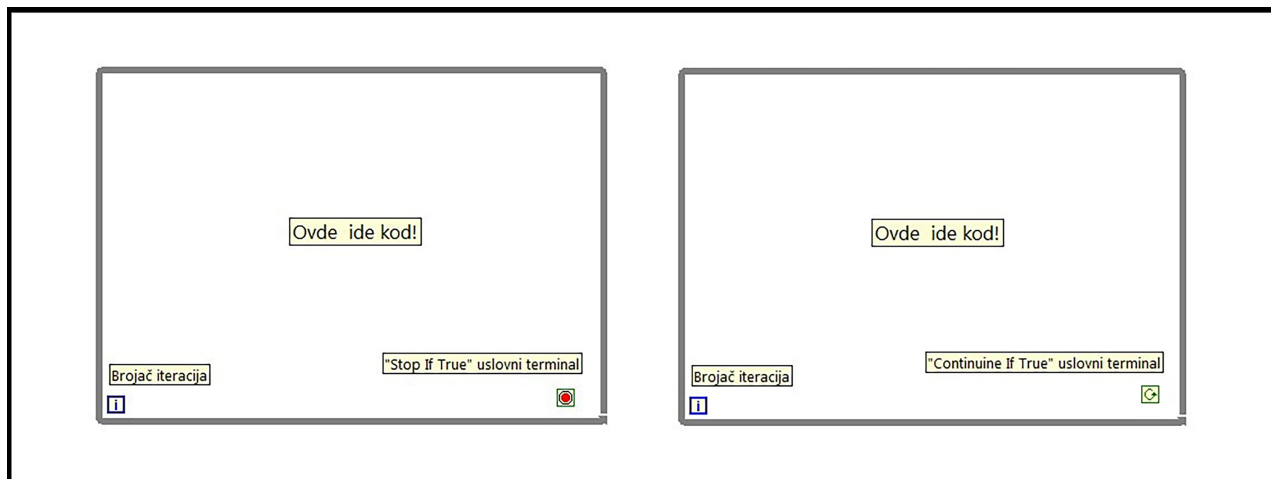 Ovde ide kod!
"Stop If True" uslovni terminal
Brojač iteracija
i
Ovde ide kod!
"Continuine If True" uslovni terminal
Brojač iteracija
i